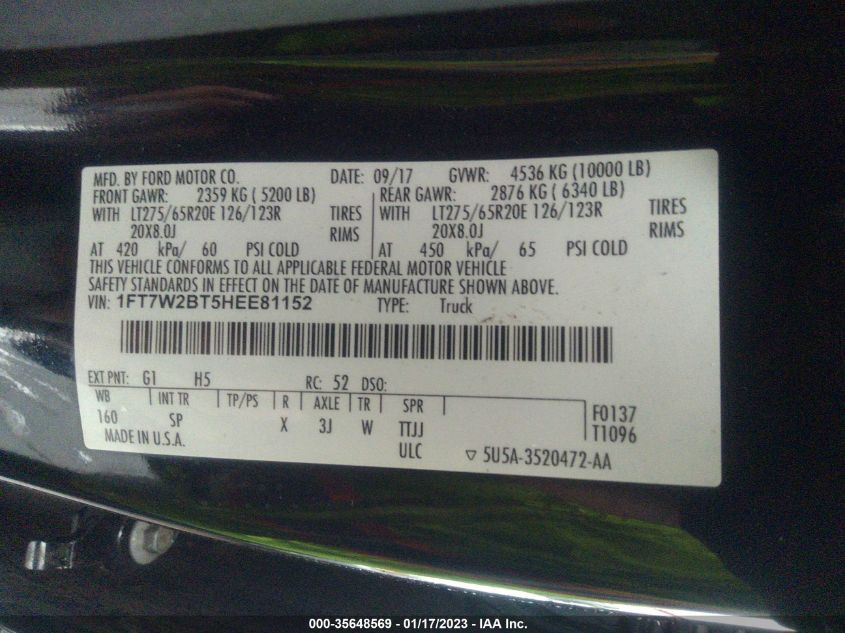 MFD. BY FORD MOTOR CO. DATE: 09/17 GVWR: 4536 KG (10000 LB)
FRONT GAWR: 2359 KG ( 5200 LB) REAR GAWR: 2876 KG ( 6340 LB)
WITH LT275/65R20E 126/123R TIRES WITH LT275/65R20E 126/123R TIRES
20X8.0J RIMS 20X8.0J RIMS
AT 420 kPa/ 60 PSI COLD AT 450 kPa/ 65 PSI COLD
THIS VEHICLE CONFORMS TO ALL APPLICABLE FEDERAL MOTOR VEHICLE
SAFETY STANDARDS IN EFFECT ON THE DATE OF MANUFACTURE SHOWN ABOVE.
VIN: 1FT7W2BT5HEE81152 TYPE: Truck
EXT PNT: G1 H5 RC: 52 DSO:
WB INT TR TP/PS R AXLE TR SPR
160 SP X 3J W TTJJ F0137
MADE IN U.S.A. ULC T1096
▽ 5U5A-3520472-AA
000-35648569 - 01/17/2023 - IAA Inc.